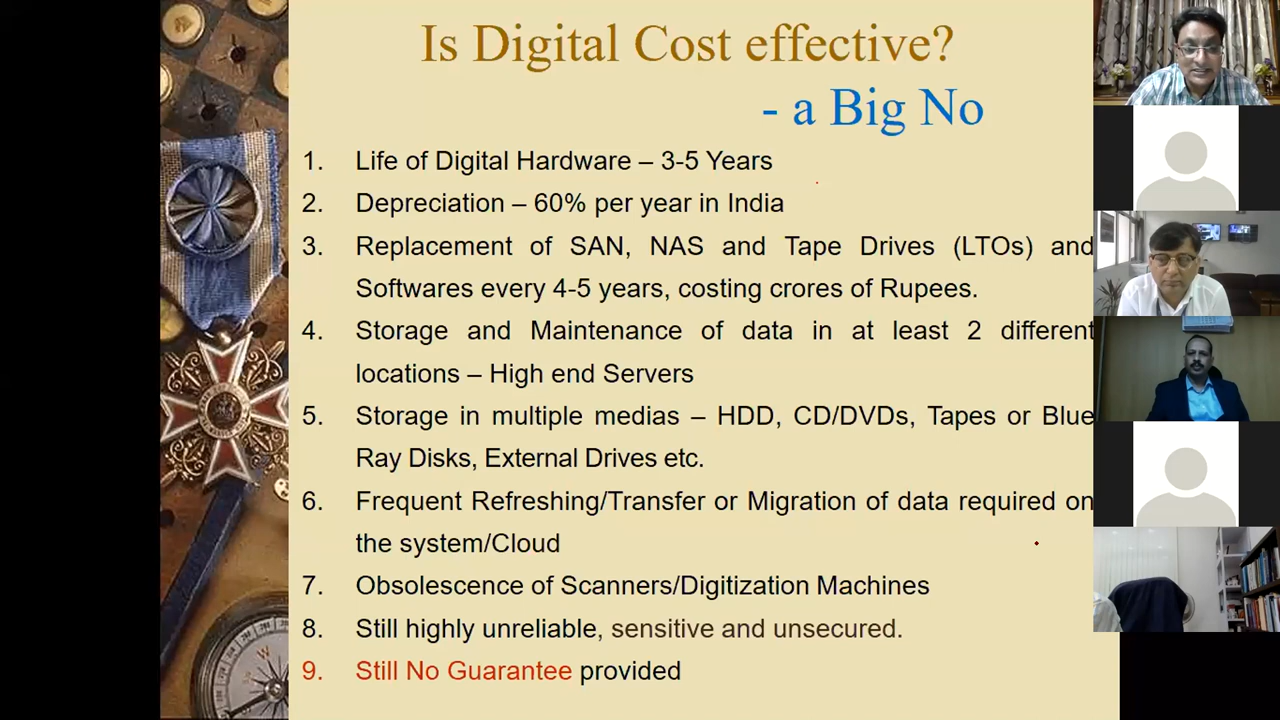 Is Digital Cost effective?
- a Big No
1. Life of Digital Hardware – 3-5 Years
2. Depreciation – 60% per year in India
3. Replacement of SAN, NAS and Tape Drives (LTOs) and
Softwares every 4-5 years, costing crores of Rupees.
4. Storage and Maintenance of data in at least 2 different
locations – High end Servers
5. Storage in multiple medias – HDD, CD/DVDs, Tapes or Blue
Ray Disks, External Drives etc.
6. Frequent Refreshing/Transfer or Migration of data required on
the system/Cloud
7. Obsolescence of Scanners/Digitization Machines
8. Still highly unreliable, sensitive and unsecured.
9. Still No Guarantee provided